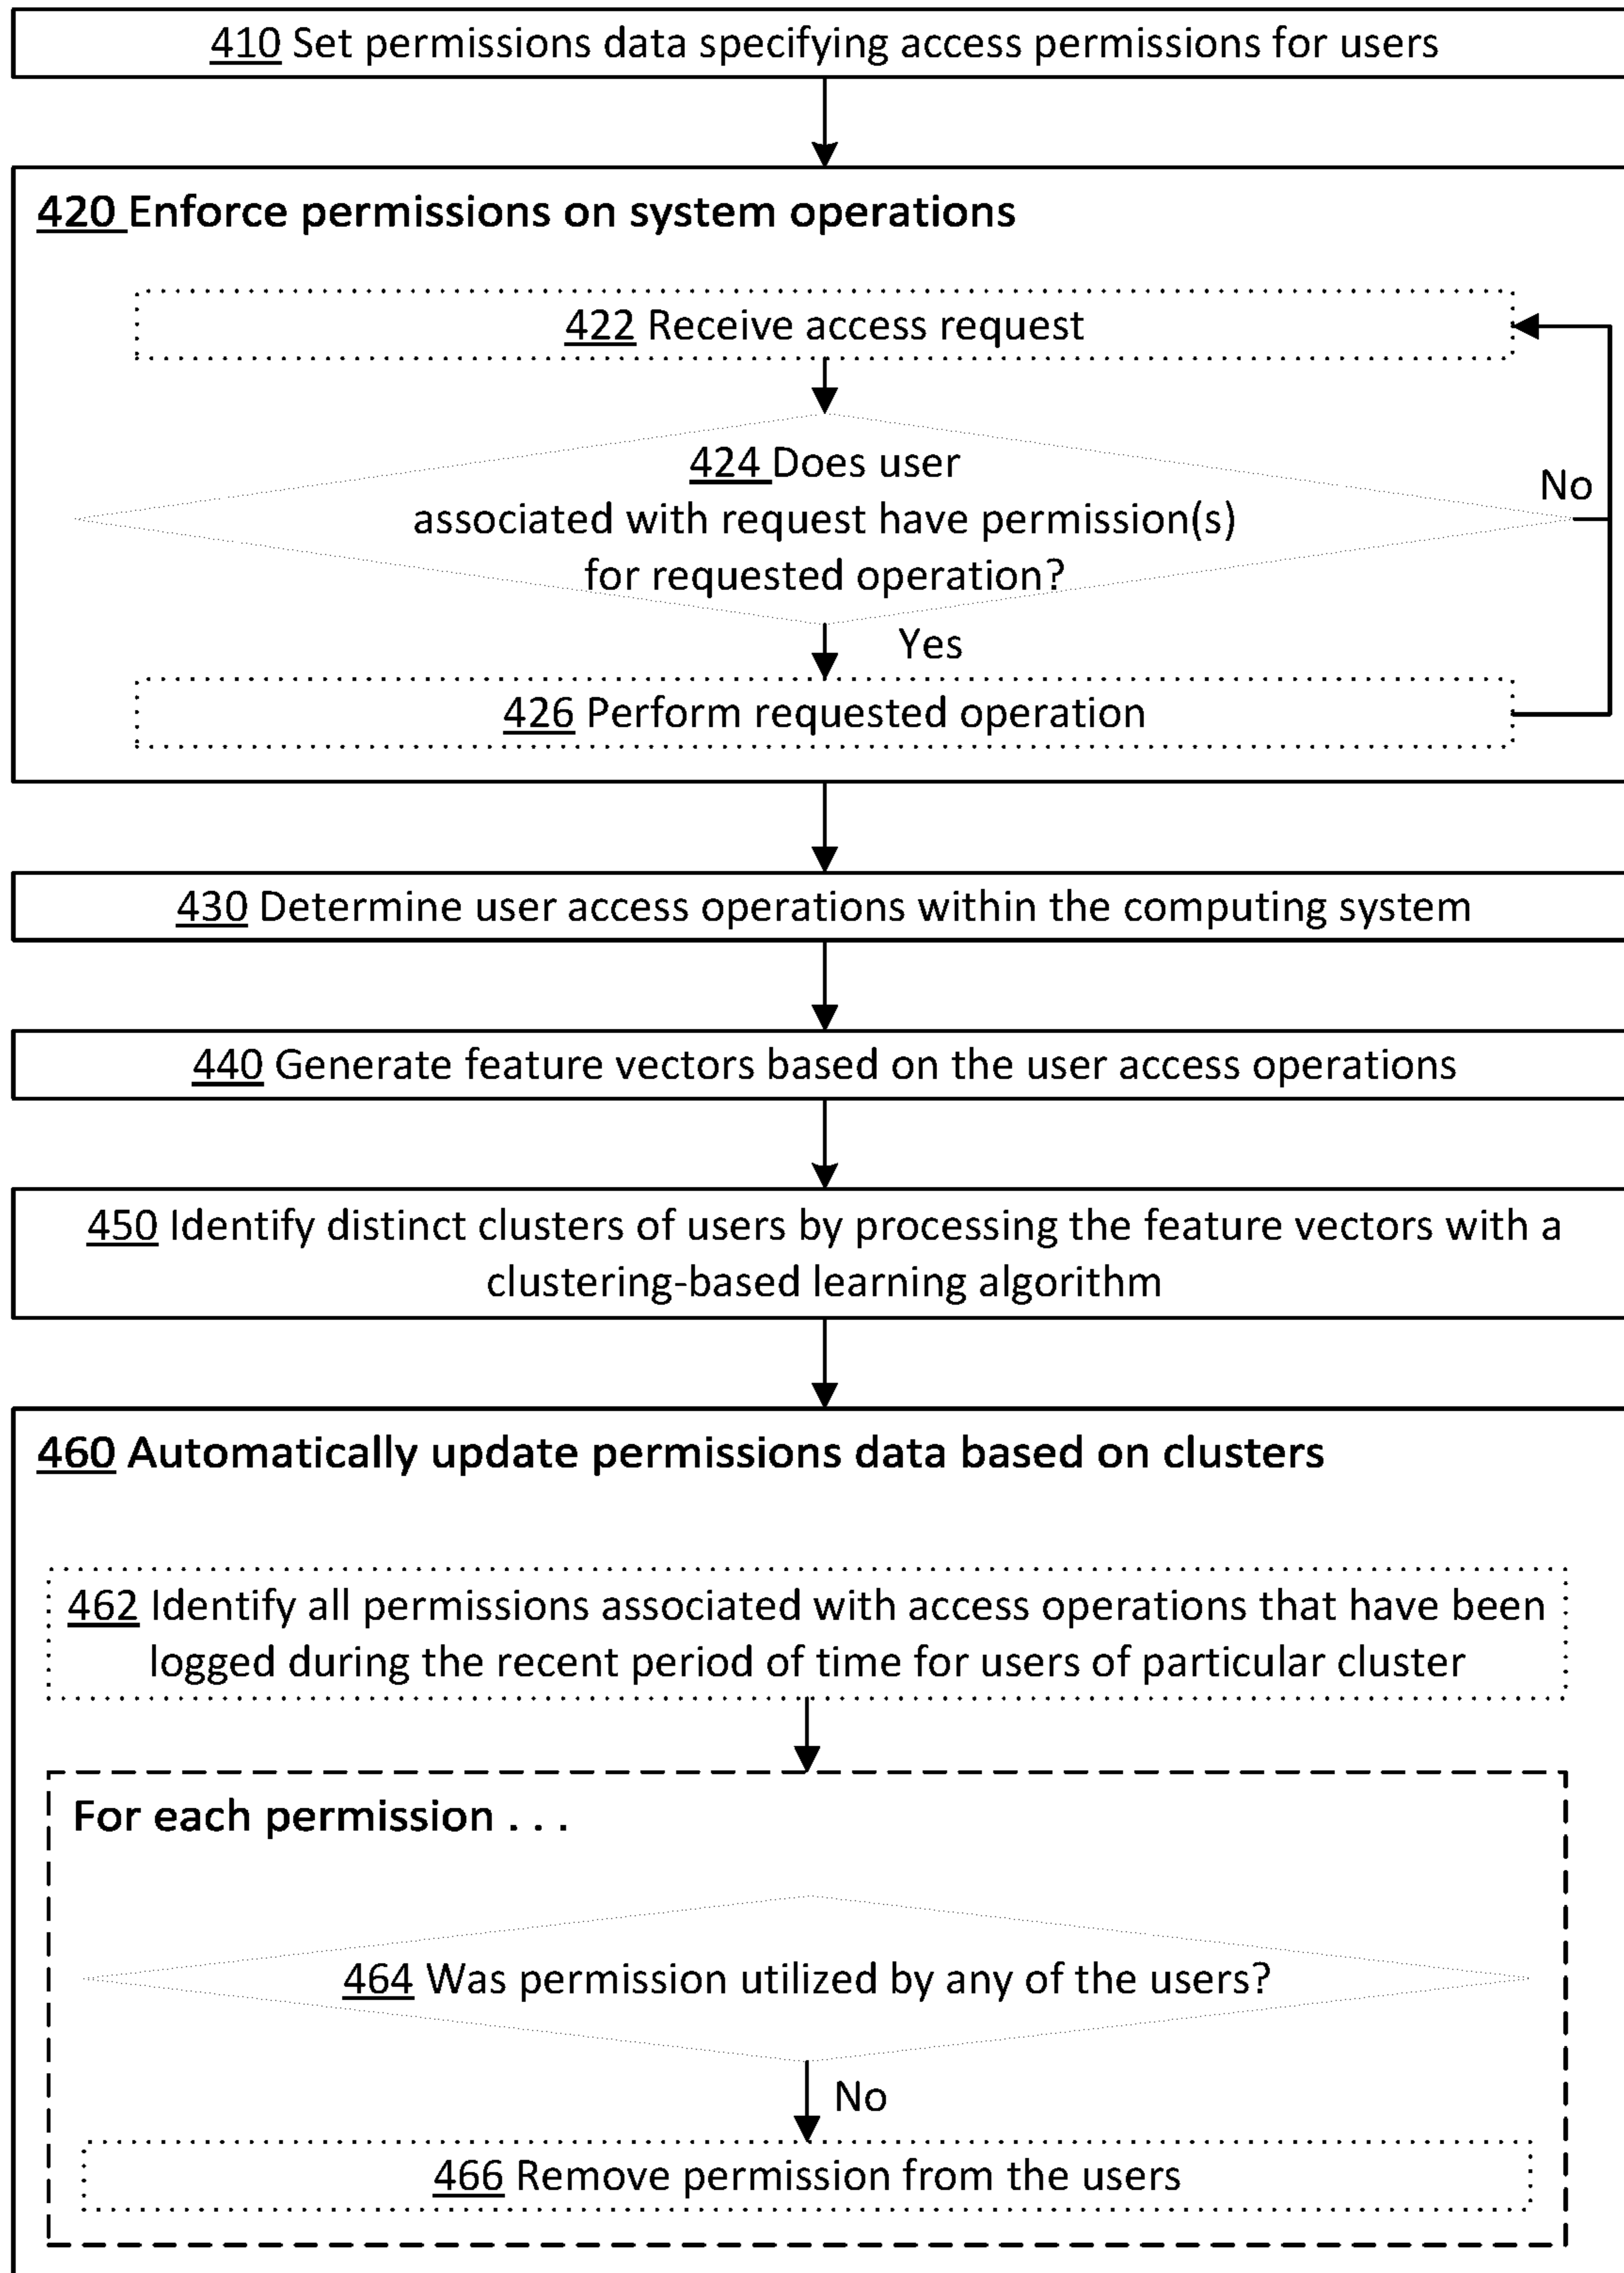 410 Set permissions data specifying access permissions for users
420 Enforce permissions on system operations
422 Receive access request
424 Does user
associated with request have permission(s)
for requested operation?
No
Yes
426 Perform requested operation
430 Determine user access operations within the computing system
440 Generate feature vectors based on the user access operations
450 Identify distinct clusters of users by processing the feature vectors with a
clustering-based learning algorithm
460 Automatically update permissions data based on clusters
462 Identify all permissions associated with access operations that have been
logged during the recent period of time for users of particular cluster
For each permission . . .
464 Was permission utilized by any of the users?
No
466 Remove permission from the users